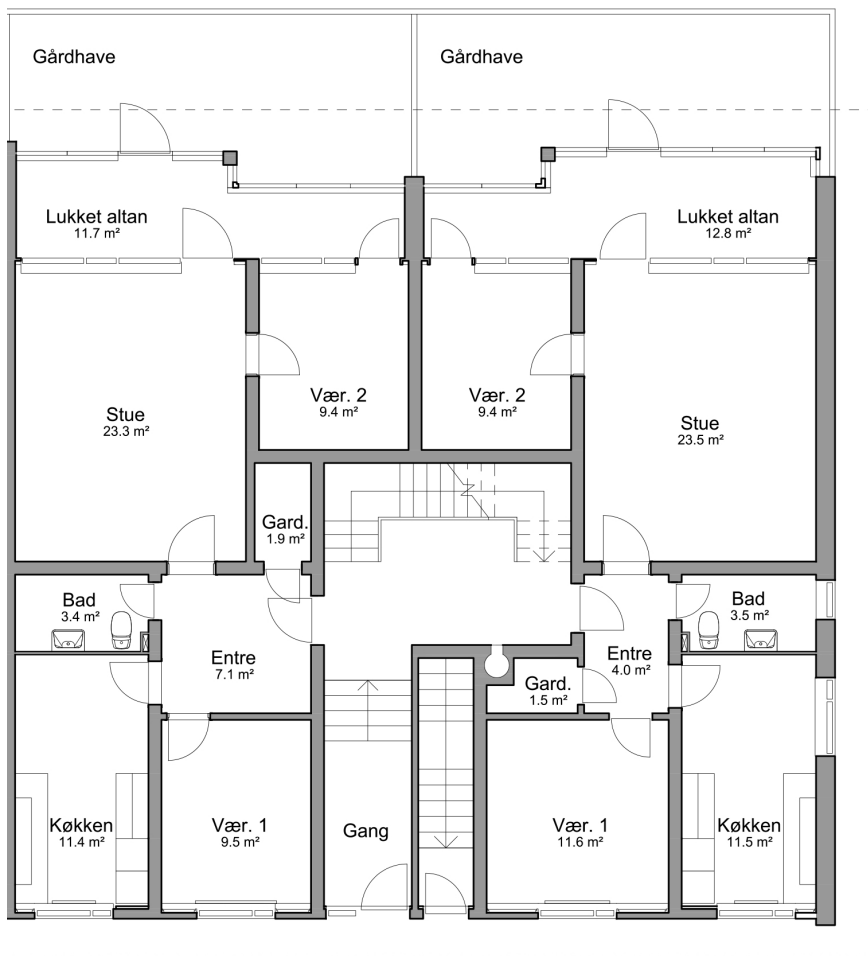 Gårdhave
Gårdhave
Lukket altan
11.7 m²
Lukket altan
12.8 m²
Stue
23.3 m²
Vær. 2
9.4 m²
Vær. 2
9.4 m²
Stue
23.5 m²
Gard.
1.9 m²
Bad
3.4 m²
Bad
3.5 m²
Entre
7.1 m²
Entre
4.0 m²
Gard.
1.5 m²
Køkken
11.4 m²
Vær. 1
9.5 m²
Gang
Vær. 1
11.6 m²
Køkken
11.5 m²